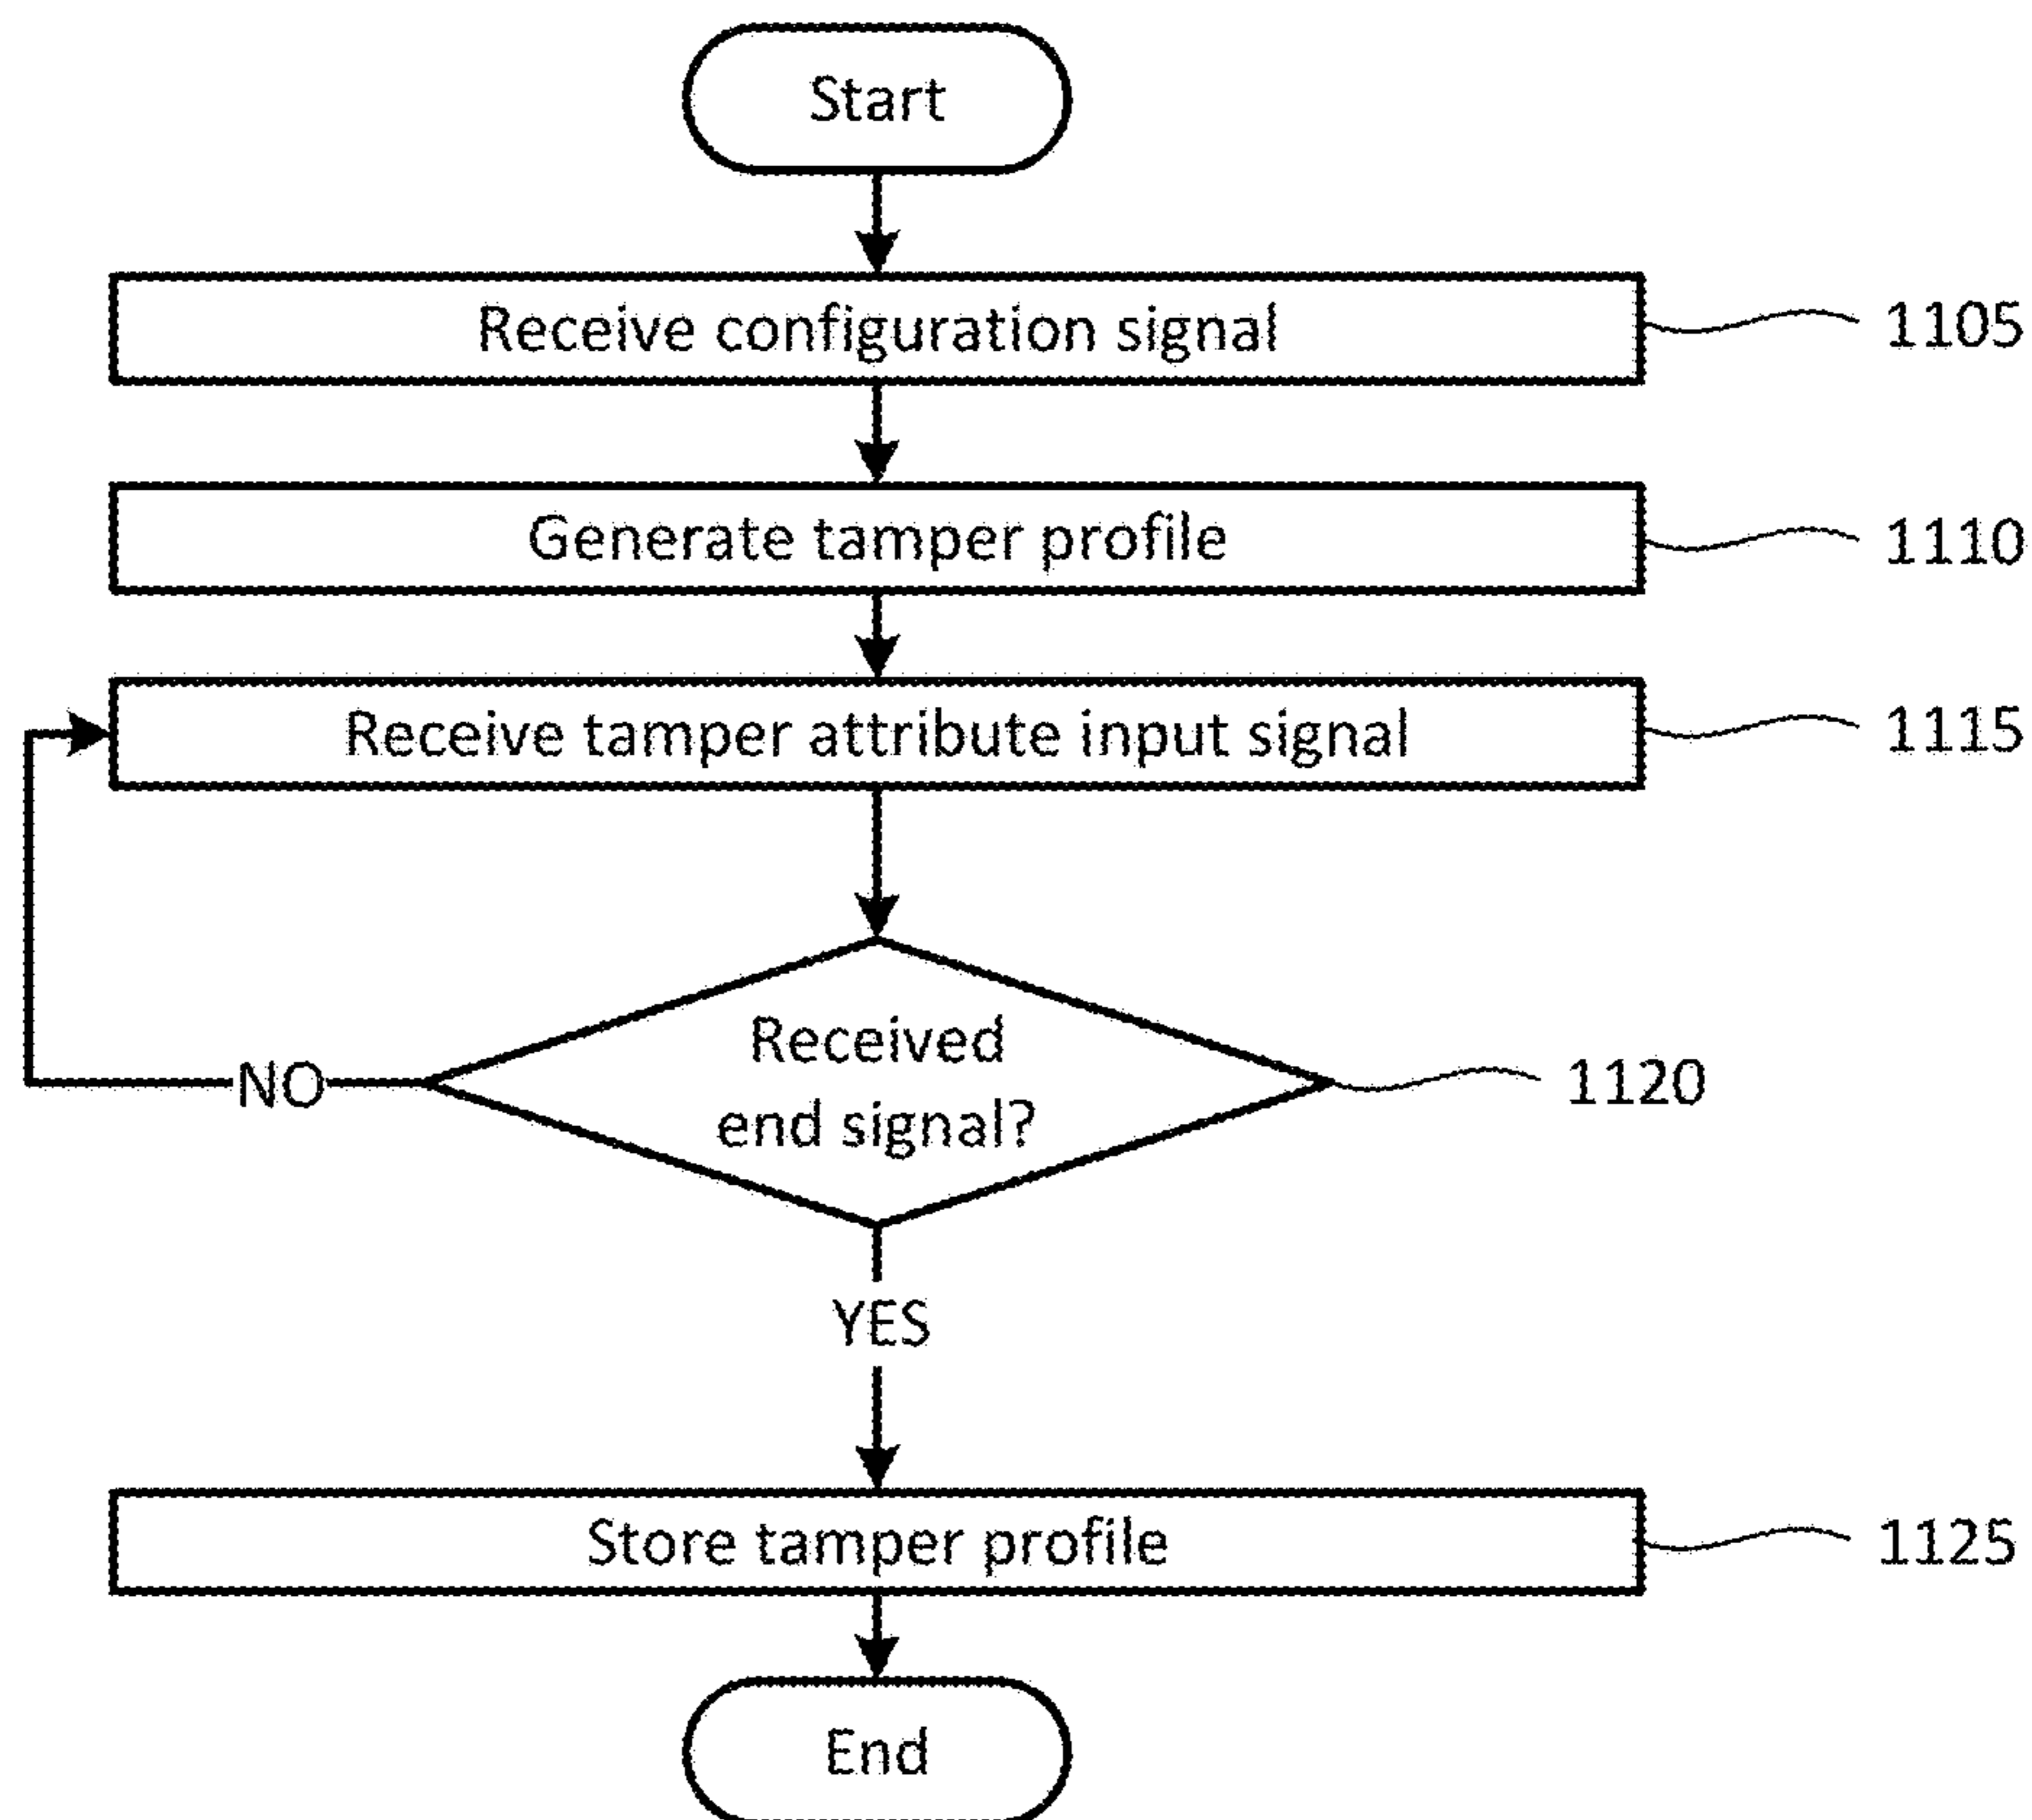 Start
Receive configuration signal
1105
Generate tamper profile
1110
Receive tamper attribute input signal
1115
Received
end signal?
1120
NO
YES
Store tamper profile
1125
End